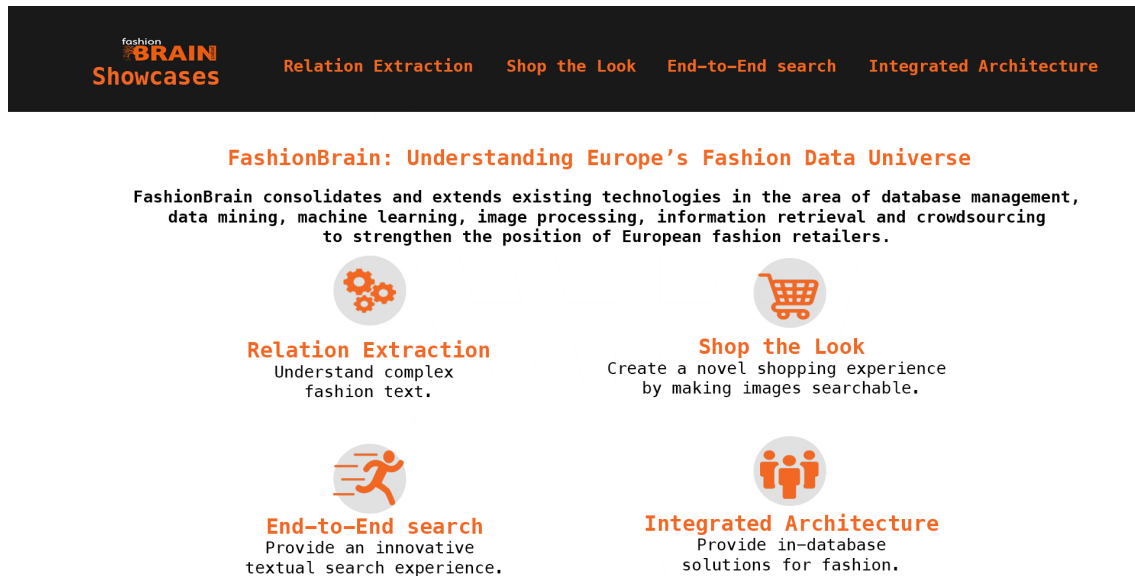 fashion
BRAIN
Showcases
Relation Extraction
Shop the Look
End-to-End search
Integrated Architecture
FashionBrain: Understanding Europe’s Fashion Data Universe
FashionBrain consolidates and extends existing technologies in the area of database management,
data mining, machine learning, image processing, information retrieval and crowdsourcing
to strengthen the position of European fashion retailers.
Relation Extraction
Understand complex
fashion text.
Shop the Look
Create a novel shopping experience
by making images searchable.
End-to-End search
Provide an innovative
textual search experience.
Integrated Architecture
Provide in-database
solutions for fashion.